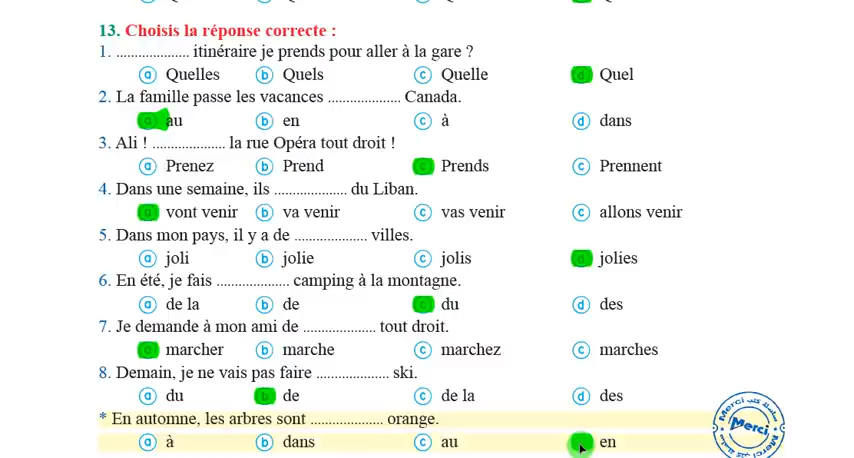 13. Choisis la réponse correcte :
1. .................... itinéraire je prends pour aller à la gare ?
ⓐ Quelles ⓑ Quels ⓒ Quelle ⓓ Quel
2. La famille passe les vacances .................... Canada.
ⓐ au ⓑ en ⓒ à ⓓ dans
3. Ali ! .................... la rue Opéra tout droit !
ⓐ Prenez ⓑ Prend ⓒ Prends ⓒ Prennent
4. Dans une semaine, ils .................... du Liban.
ⓐ vont venir ⓑ va venir ⓒ vas venir ⓒ allons venir
5. Dans mon pays, il y a de .................... villes.
ⓐ joli ⓑ jolie ⓒ jolis ⓓ jolies
6. En été, je fais .................... camping à la montagne.
ⓐ de la ⓑ de ⓒ du ⓓ des
7. Je demande à mon ami de .................... tout droit.
ⓐ marcher ⓑ marche ⓒ marchez ⓒ marches
8. Demain, je ne vais pas faire .................... ski.
ⓐ du ⓑ de ⓒ de la ⓓ des
* En automne, les arbres sont .................... orange.
ⓐ à ⓑ dans ⓒ au en
Merci
Merci
سلسلة كتب
Merci